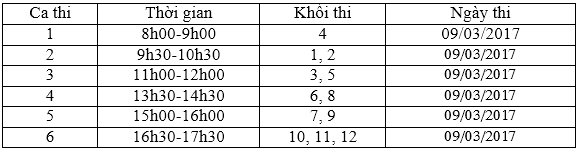 Ca thi Thời gian Khối thi Ngày thi
1 8h00-9h00 4 09/03/2017
2 9h30-10h30 1, 2 09/03/2017
3 11h00-12h00 3, 5 09/03/2017
4 13h30-14h30 6, 8 09/03/2017
5 15h00-16h00 7, 9 09/03/2017
6 16h30-17h30 10, 11, 12 09/03/2017